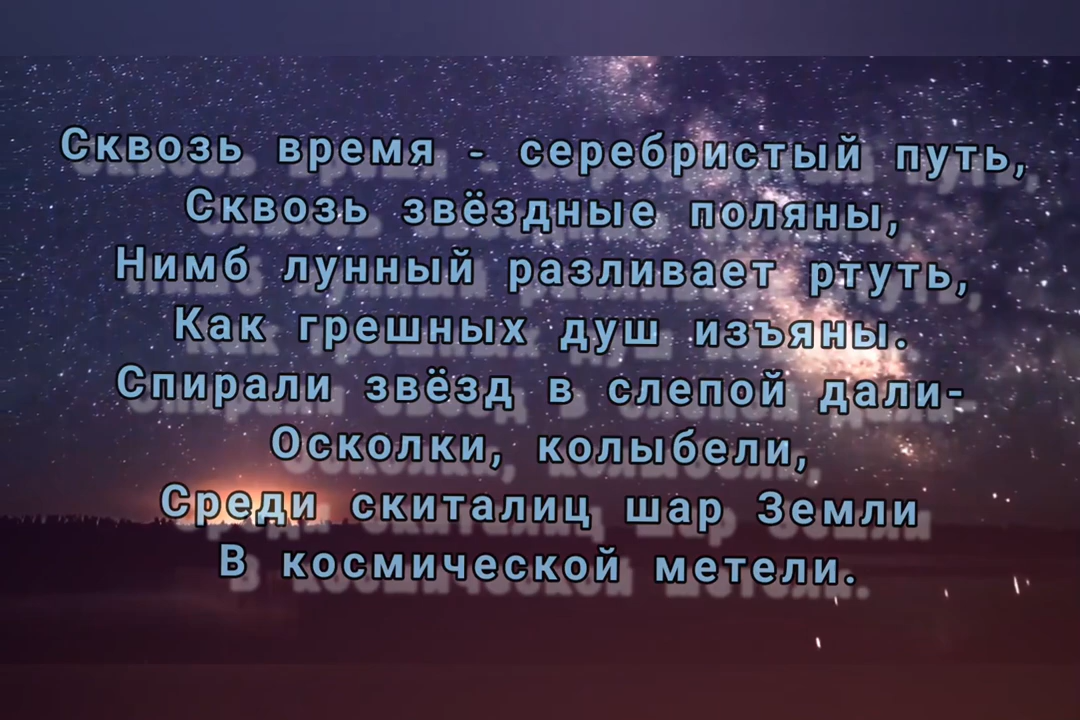 Сквозь время - серебристый путь,
Сквозь звёздные поляны,
Нимб лунный разливает ртуть,
Как грешных душ изъяны.
Спирали звёзд в слепой дали-
Осколки, колыбели,
Среди скиталиц шар Земли
В космической метели.